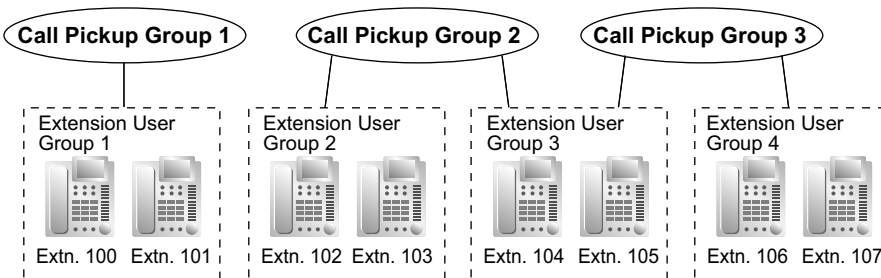 Call Pickup Group 1
Call Pickup Group 2
Call Pickup Group 3
Extension User
Group 1
Extn. 100 Extn. 101
Extension User
Group 2
Extn. 102 Extn. 103
Extension User
Group 3
Extn. 104 Extn. 105
Extension User
Group 4
Extn. 106 Extn. 107